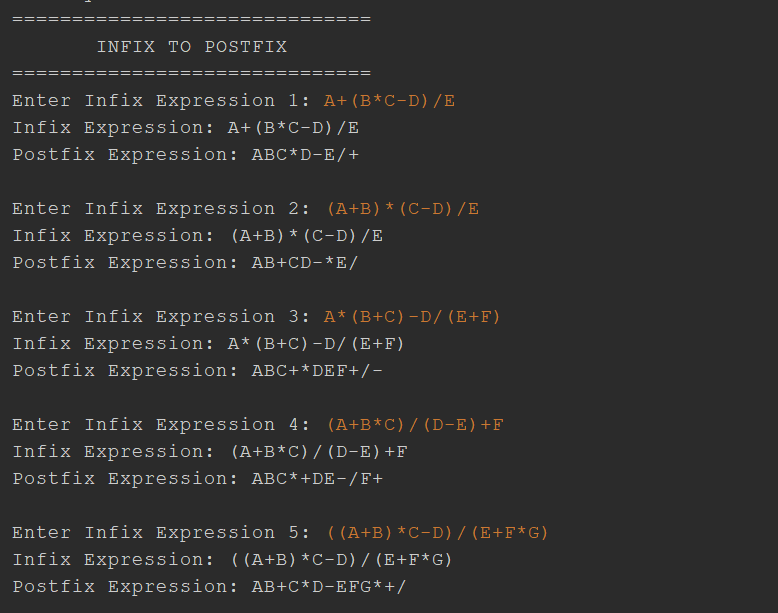 ==============================
INFIX TO POSTFIX
==============================
Enter Infix Expression 1: A+(B*C-D)/E
Infix Expression: A+(B*C-D)/E
Postfix Expression: ABC*D-E/+
Enter Infix Expression 2: (A+B)*(C-D)/E
Infix Expression: (A+B)*(C-D)/E
Postfix Expression: AB+CD-*E/
Enter Infix Expression 3: A*(B+C)-D/(E+F)
Infix Expression: A*(B+C)-D/(E+F)
Postfix Expression: ABC+*DEF+/-
Enter Infix Expression 4: (A+B*C)/(D-E)+F
Infix Expression: (A+B*C)/(D-E)+F
Postfix Expression: ABC*+DE-/F+
Enter Infix Expression 5: ((A+B)*C-D)/(E+F*G)
Infix Expression: ((A+B)*C-D)/(E+F*G)
Postfix Expression: AB+C*D-EFG*+/